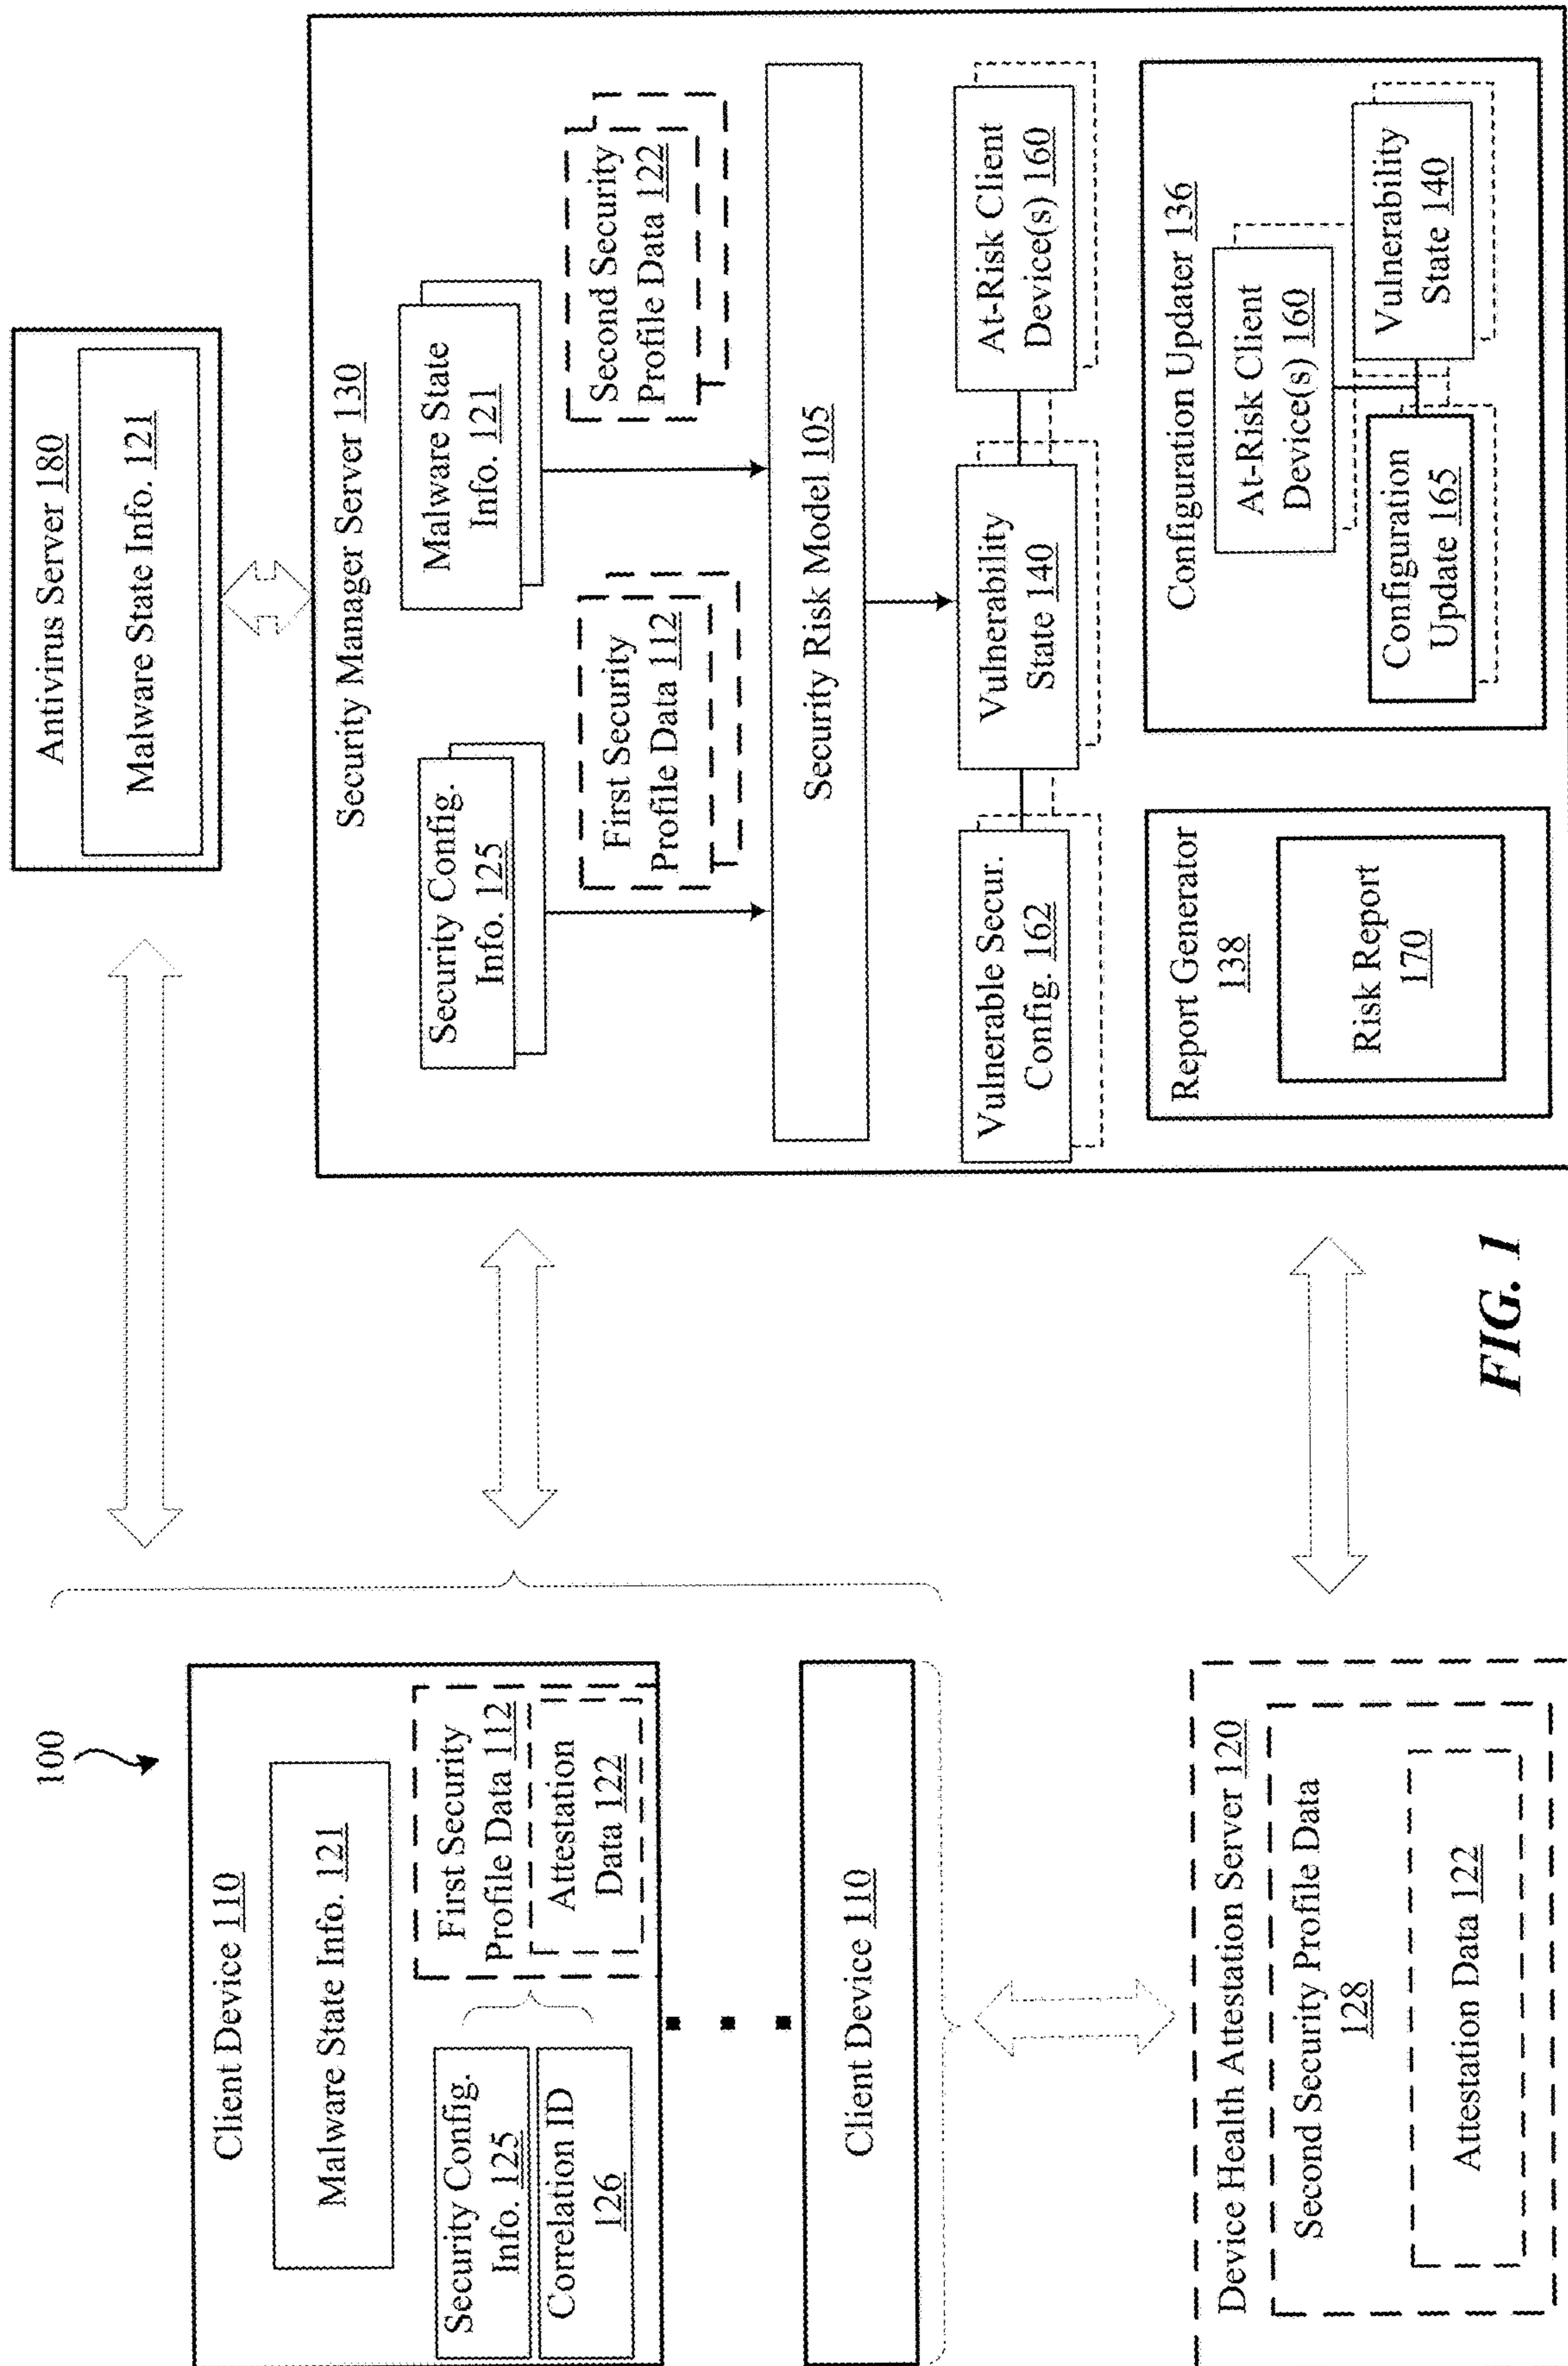 100
Client Device 110
Malware State Info. 121
Security Config.
Info. 125
Correlation ID
126
First Security
Profile Data 112
Attestation
Data 122
Client Device 110
Device Health Attestation Server 120
Second Security Profile Data
128
Attestation Data 122
Antivirus Server 180
Malware State Info. 121
Security Manager Server 130
Security Config.
Info. 125
First Security
Profile Data 112
Malware State
Info. 121
Second Security
Profile Data 122
Security Risk Model 105
Vulnerable Secur.
Config. 162
Vulnerability
State 140
At-Risk Client
Device(s) 160
Report Generator
138
Risk Report
170
Configuration Updater 136
At-Risk Client
Device(s) 160
Configuration
Update 165
Vulnerability
State 140
FIG. 1